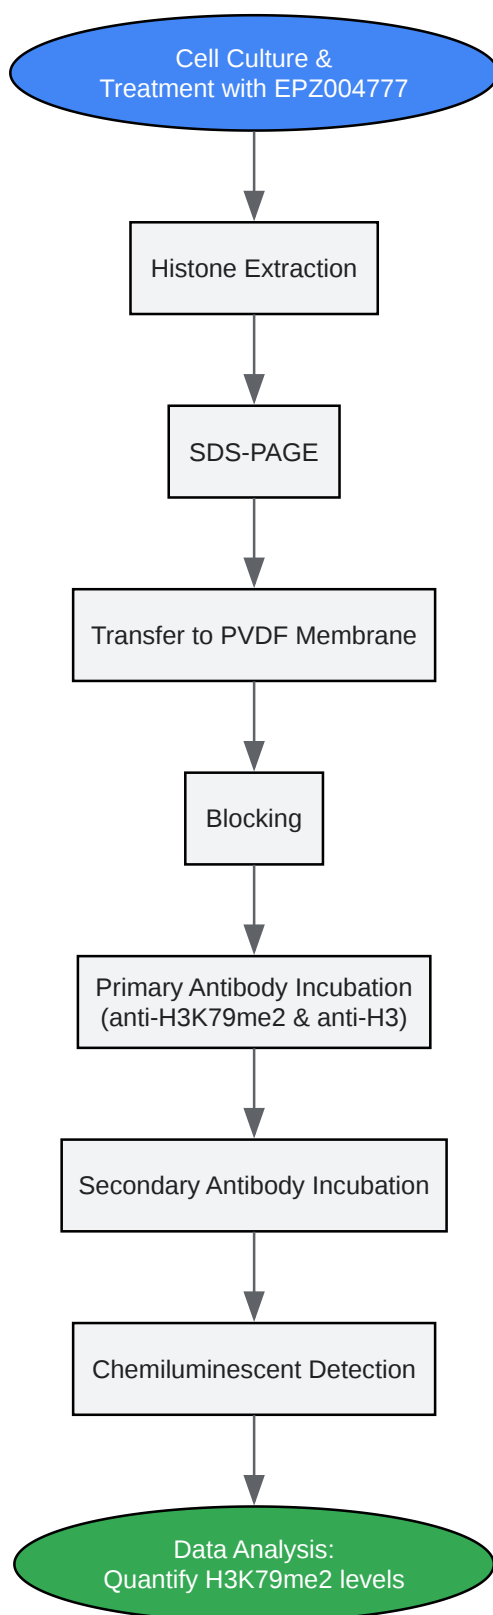 Cell Culture &
Treatment with EPZ004777
Histone Extraction
SDS-PAGE
Transfer to PVDF Membrane
Blocking
Primary Antibody Incubation
(anti-H3K79me2 & anti-H3)
Secondary Antibody Incubation
Chemiluminescent Detection
Data Analysis:
Quantify H3K79me2 levels